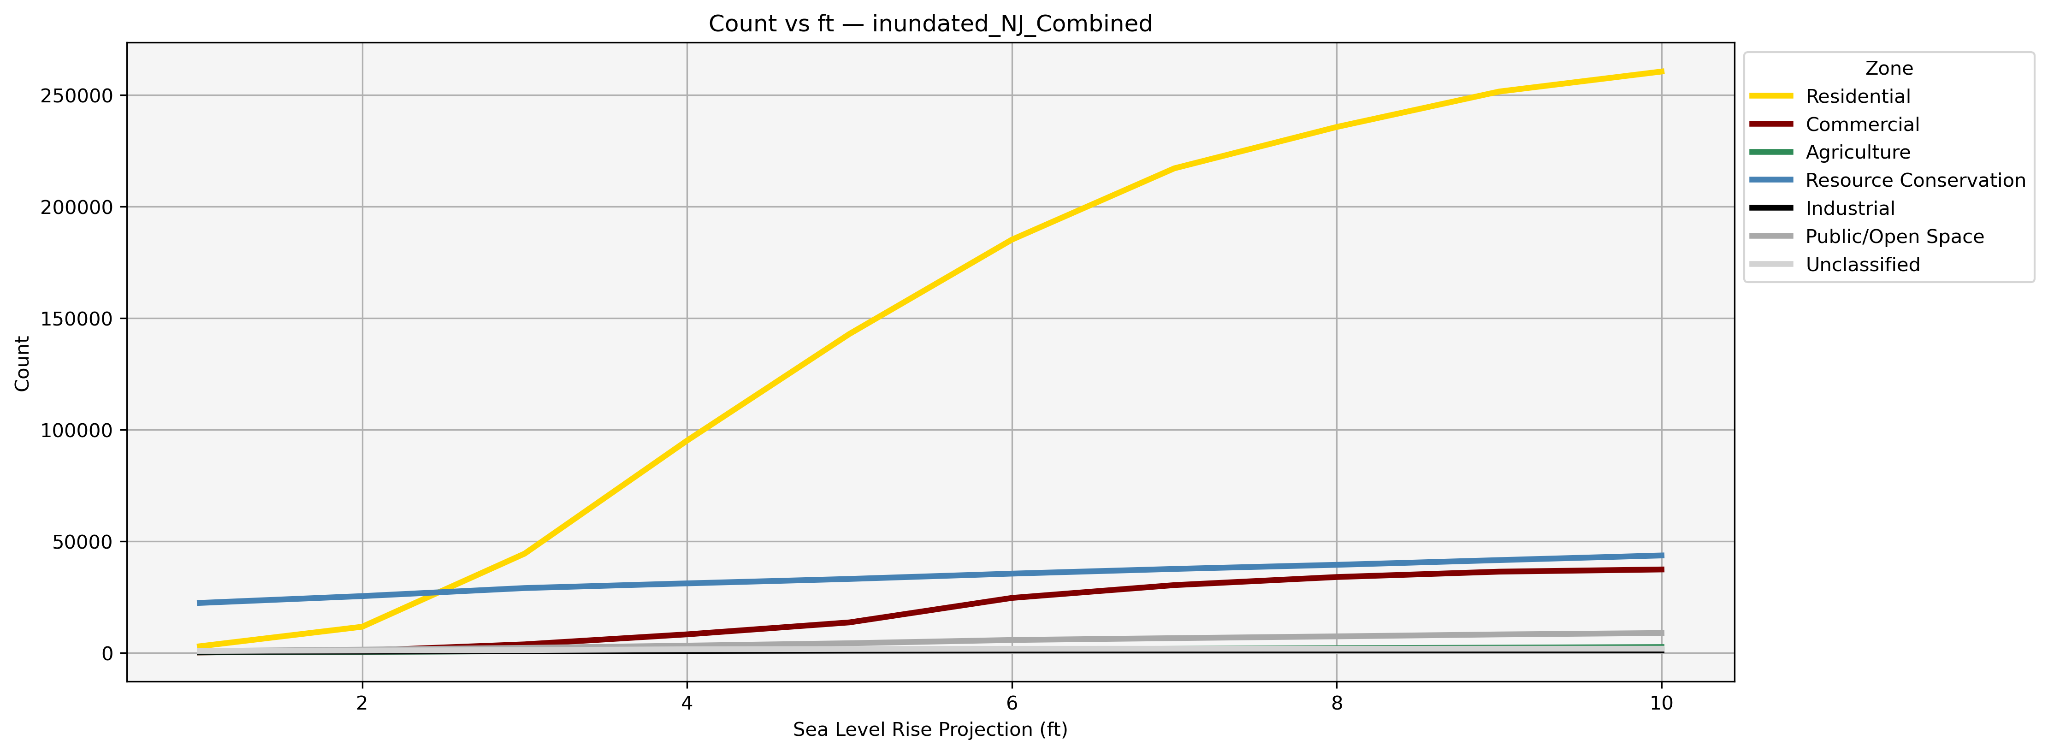 Count vs ft — inundated_NJ_Combined
Zone
Residential
Commercial
Agriculture
Resource Conservation
Industrial
Public/Open Space
Unclassified
Count
250000
200000
150000
100000
50000
0
2 4 6 8 10
Sea Level Rise Projection (ft)